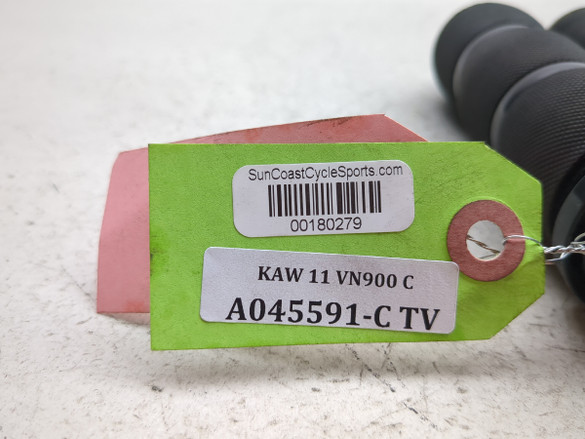 SunCoastCycleSports.com
00180279
KAW 11 VN900 C
A045591-C TV